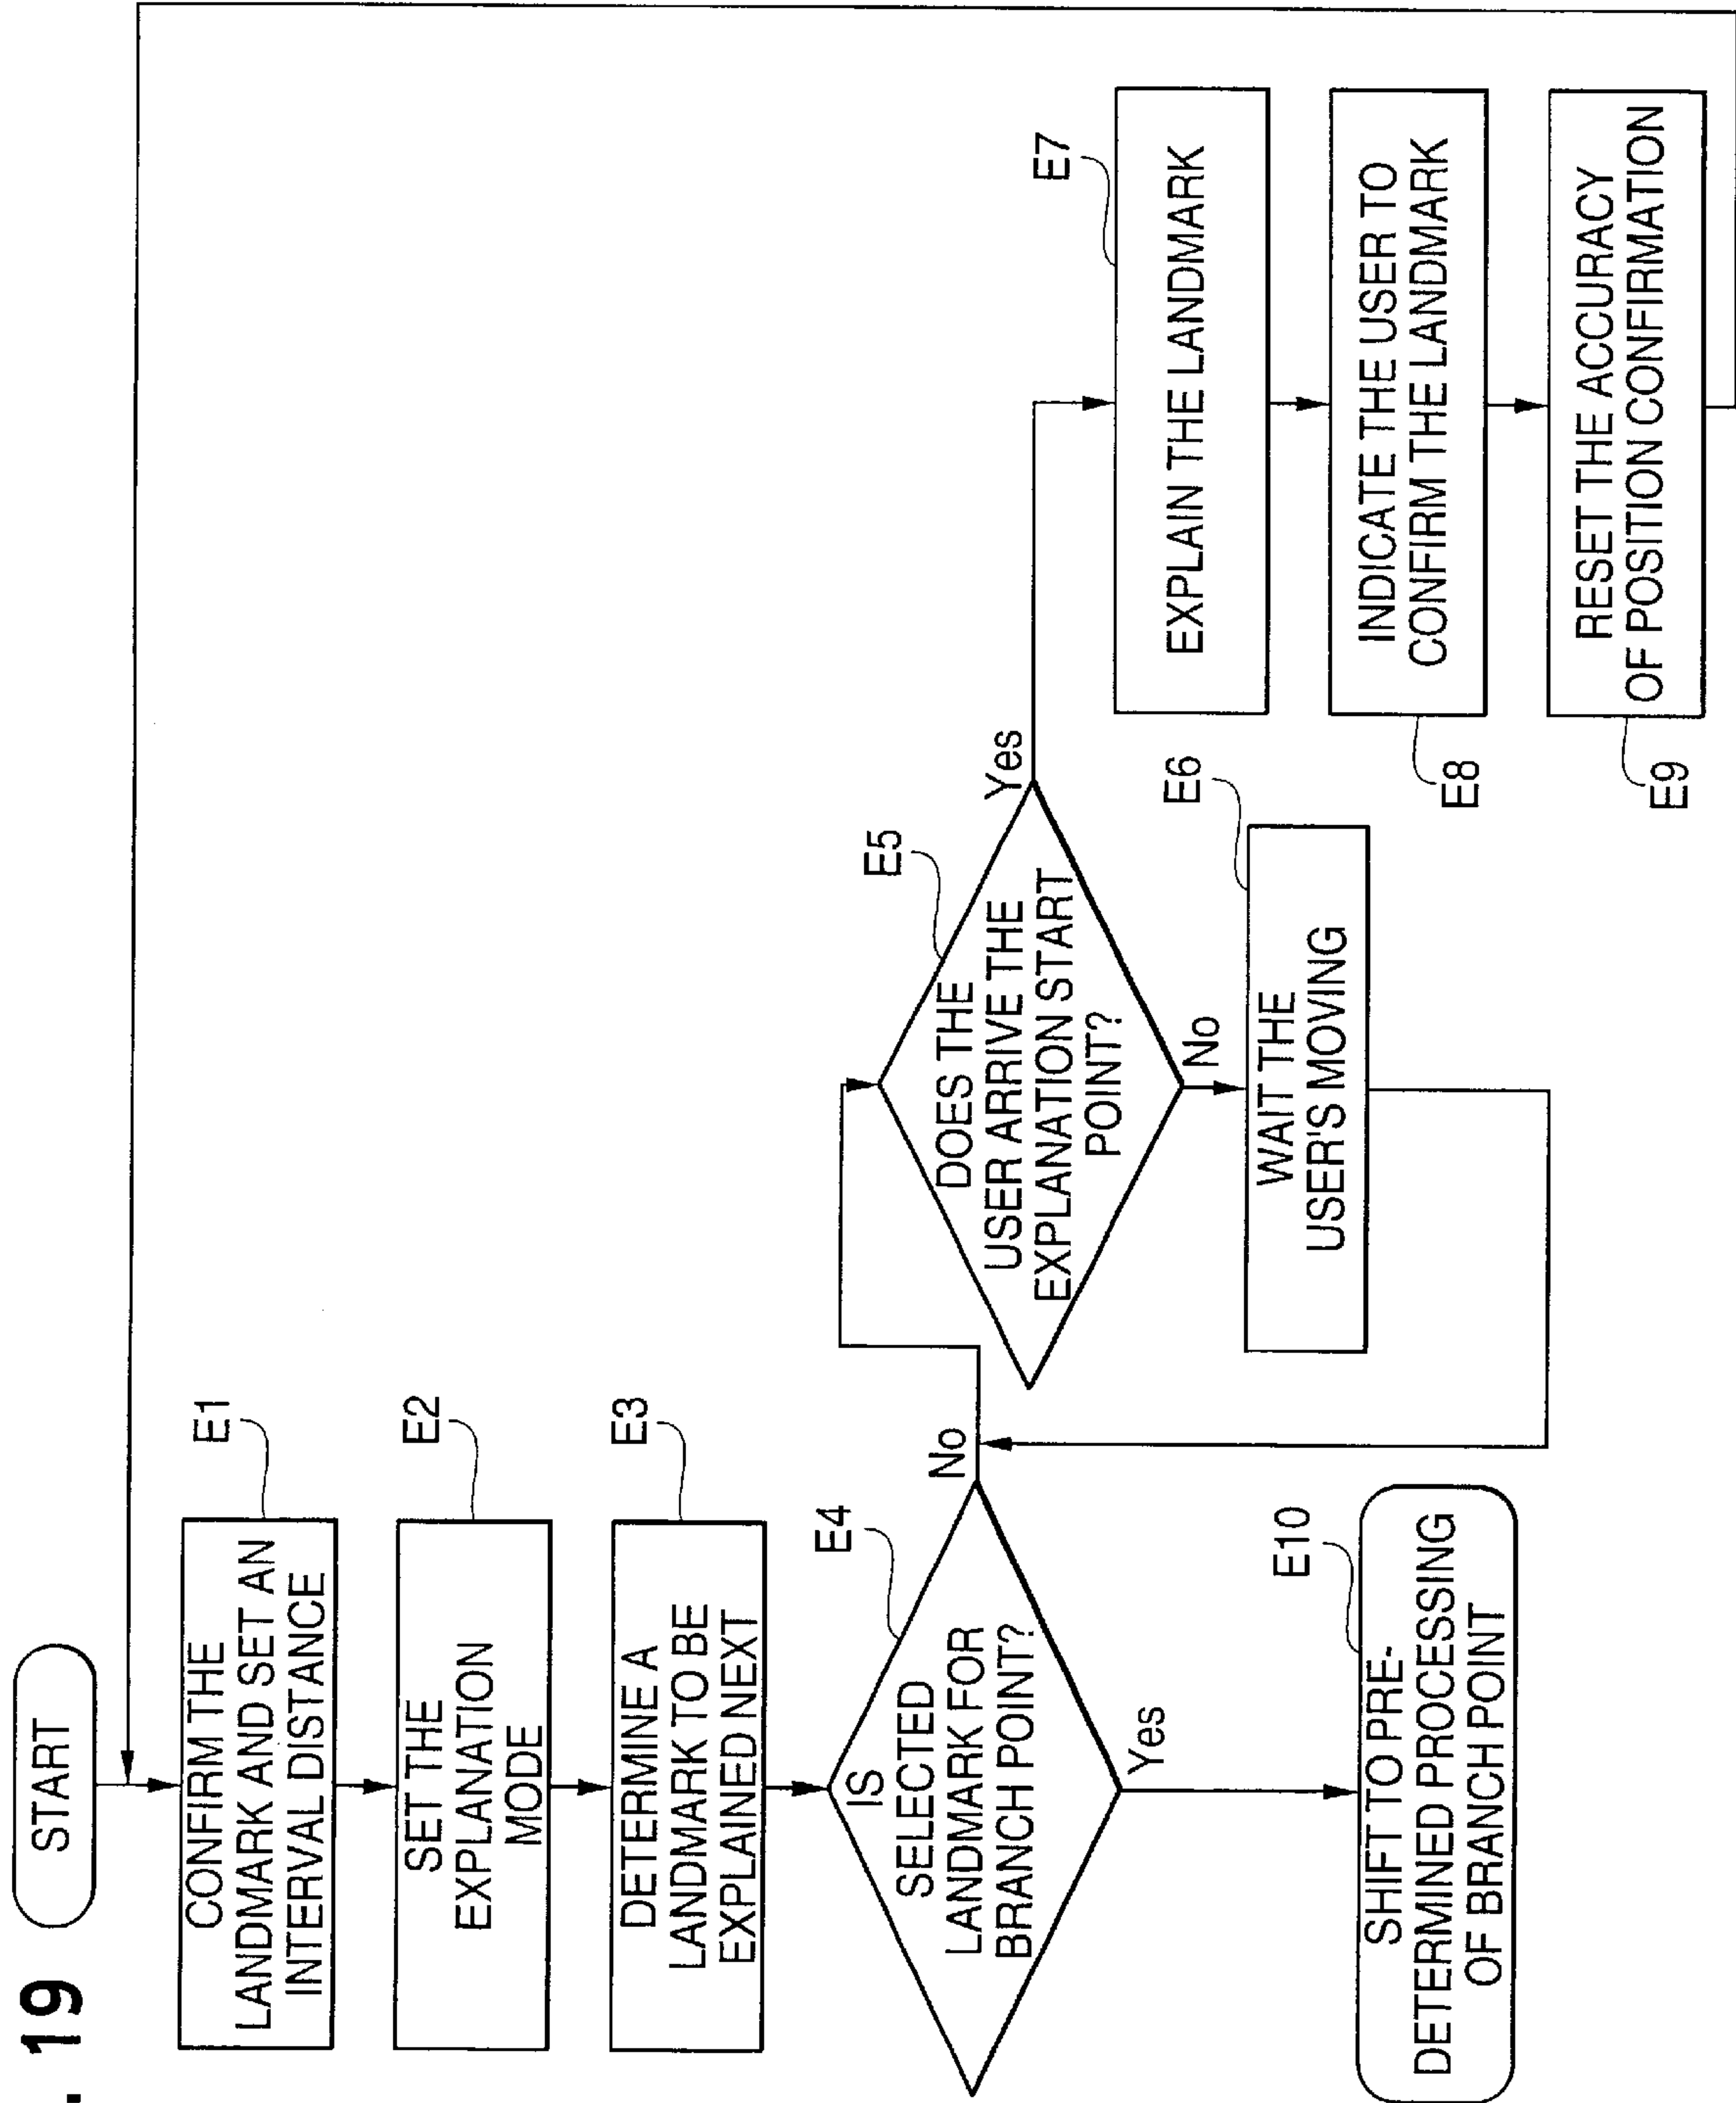 . 19
START
E1
CONFIRM THE
LANDMARK AND SET AN
INTERVAL DISTANCE
E2
SET THE
EXPLANATION
MODE
E3
DETERMINE A
LANDMARK TO BE
EXPLAINED NEXT
E4
IS
SELECTED
LANDMARK FOR
BRANCH POINT?
No
Yes
E10
SHIFT TO PRE-
DETERMINED PROCESSING
OF BRANCH POINT
E5
DOES THE
USER ARRIVE THE
EXPLANATION START
POINT?
Yes
No
E6
WAIT THE
USER'S MOVING
E7
EXPLAIN THE LANDMARK
INDICATE THE USER TO
CONFIRM THE LANDMARK
E8
RESET THE ACCURACY
OF POSITION CONFIRMATION
E9